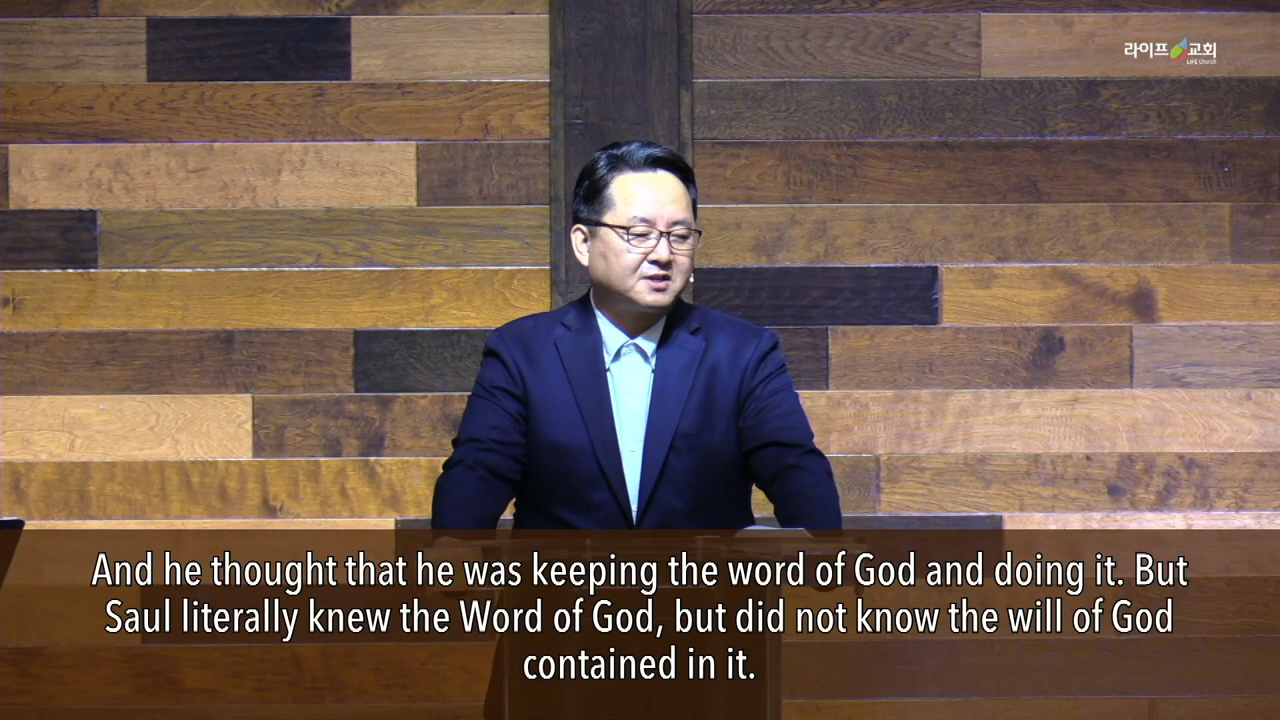 라이프 교회
LIFE Church
And he thought that he was keeping the word of God and doing it. But
Saul literally knew the Word of God, but did not know the will of God
contained in it.